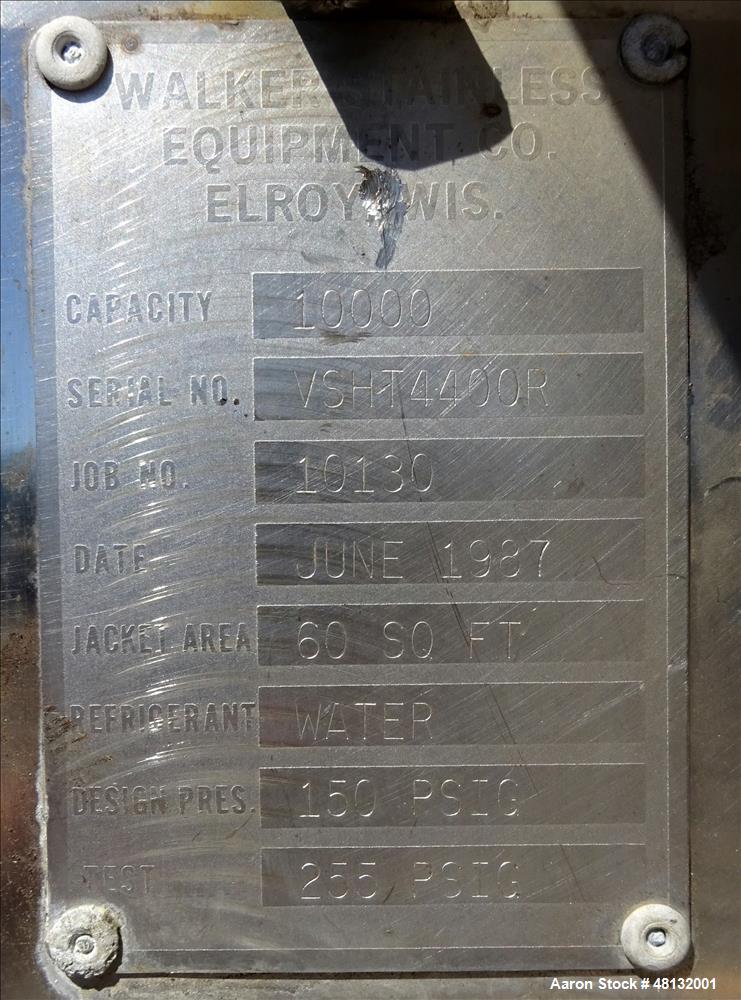 WALKER STAINLESS
EQUIPMENT CO.
ELROY, WIS.
CAPACITY 10000
SERIAL NO. VSHT4400R
JOB NO. 10130
DATE JUNE 1987
JACKET AREA 60 SQ FT
REFRIGERANT WATER
DESIGN PRES. 150 PSIG
TEST 255 PSIG
Aaron Stock # 48132001